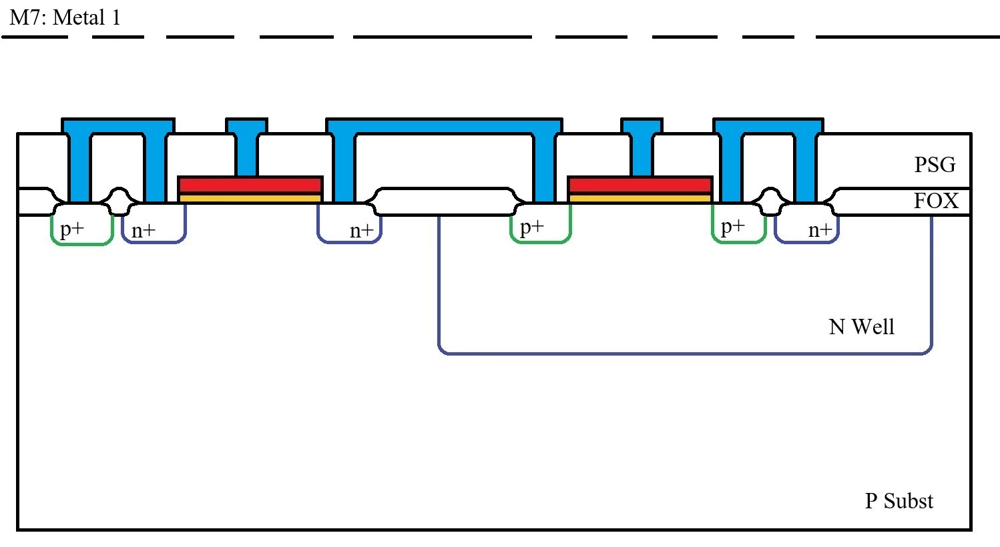 M7: Metal 1
PSG
FOX
p+
n+
n+
p+
p+
n+
N Well
P Subst